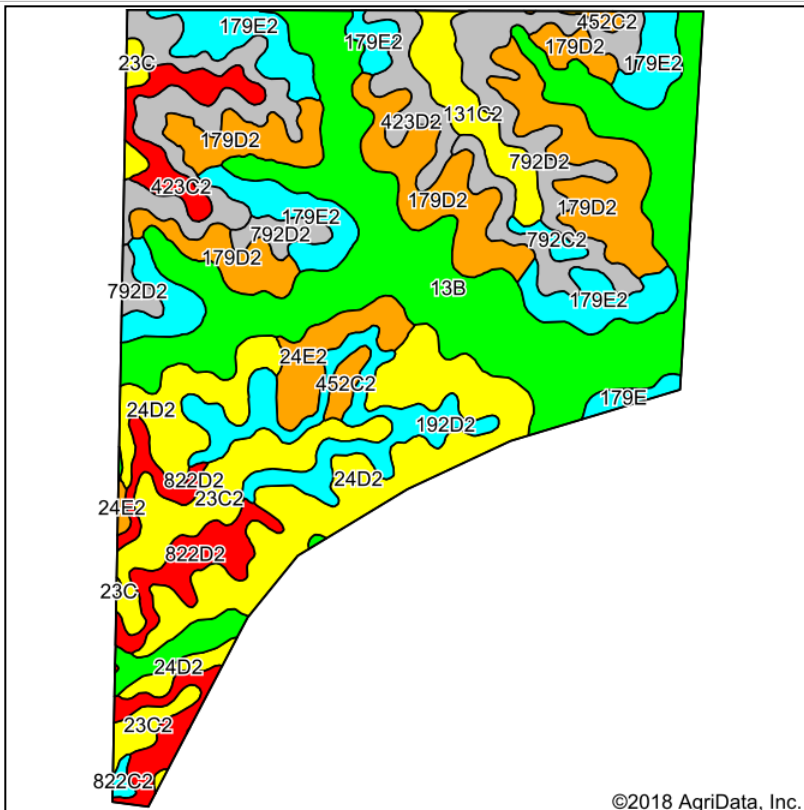 452C2
179E2
179E2
179D2
23C
179E2
131C2
423D2
179D2
792D2
423C2
179D2
179D2
179E2
792D2
792C2
179D2
792D2
13B
179E2
24E2
452C2
179E
24D2
192D2
822D2
24D2
23C2
24E2
822D2
23C
24D2
23C2
822C2
©2018 AgriData, Inc.